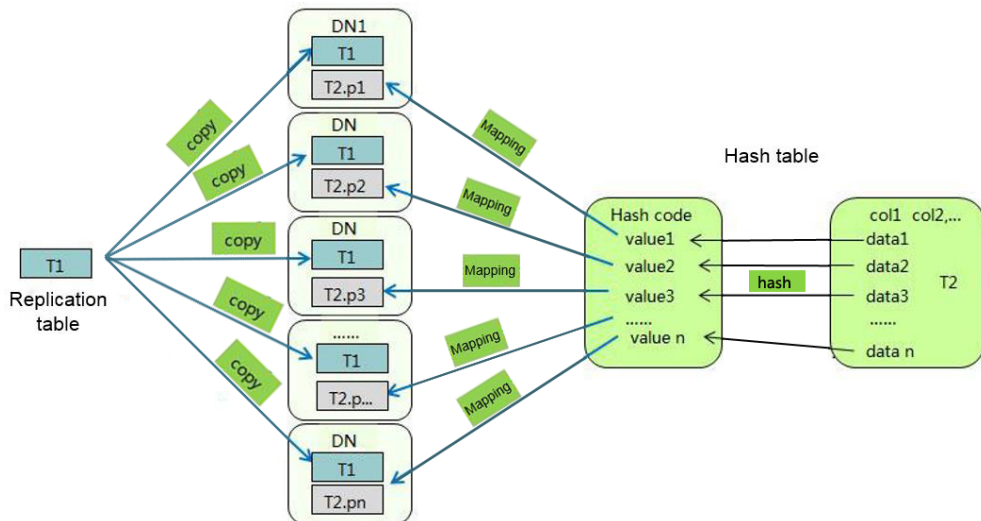 DN1
T1
T2.p1
DN
T1
T2.p2
DN
T1
T2.p3
......
T1
T2.p...
DN
T1
T2.pn
copy
copy
copy
copy
copy
T1
Replication
table
Mapping
Mapping
Mapping
Mapping
Mapping
Hash table
Hash code
value1
value2
value3
......
value n
hash
col1 col2,...
data1
data2
data3
......
data n
T2